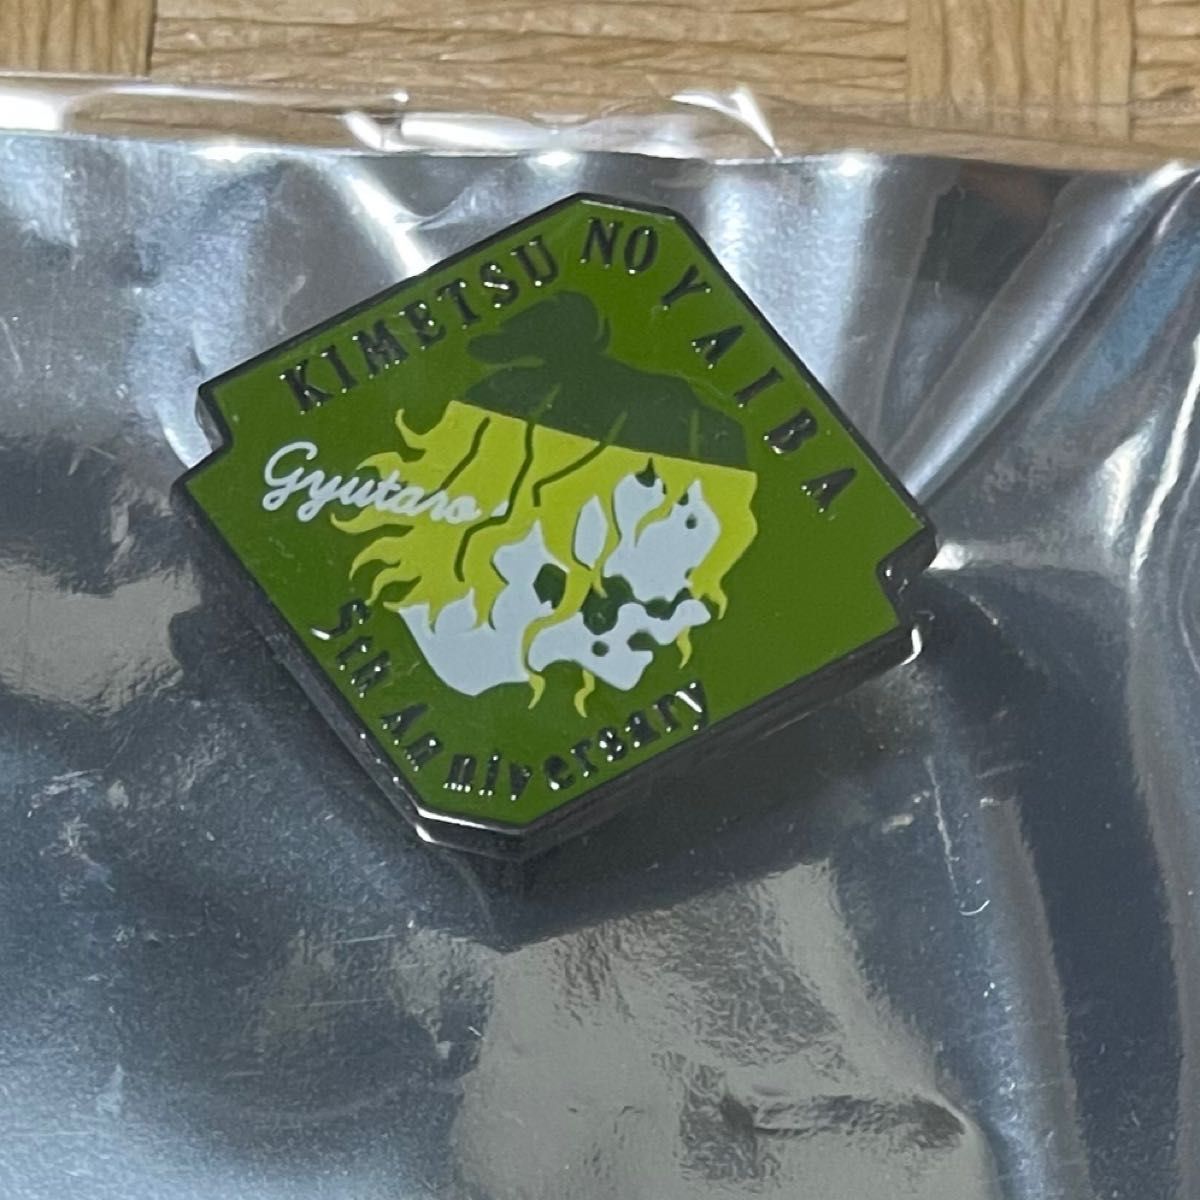 KIMETSU NO YAIBA
Gyutaro
5th Anniversary